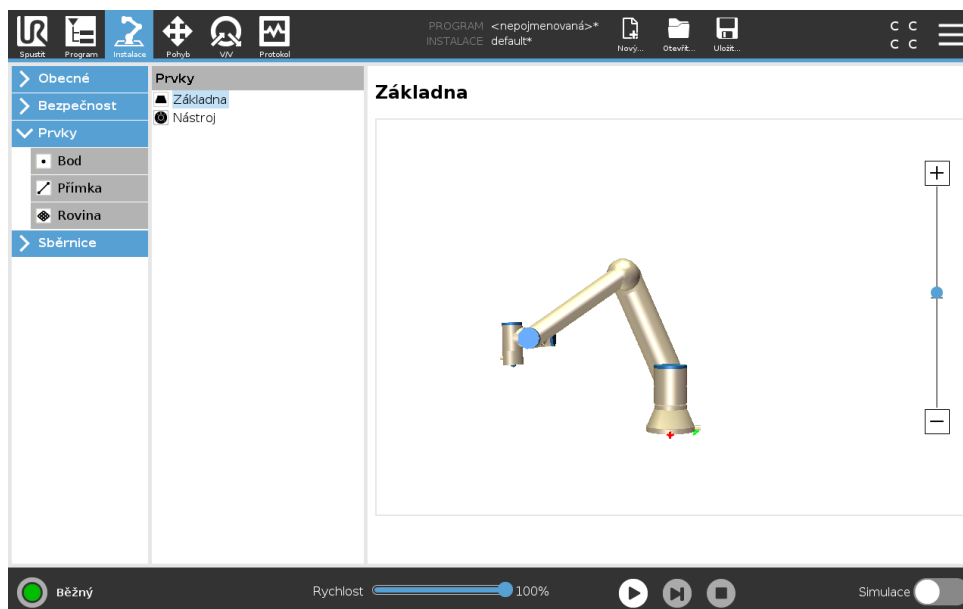 UR
Spustit
Program
Instalace
Pohyb
V/V
Protokol
PROGRAM <nepojmenovaná>*
INSTALACE default*
Nový...
Otevřít...
Uložit...
C C
C C
Obecné
Bezpečnost
Prvky
Bod
Přímka
Rovina
Sběrnice
Prvky
Základna
Nástroj
Základna
+
−
Běžný
Rychlost
100%
Simulace